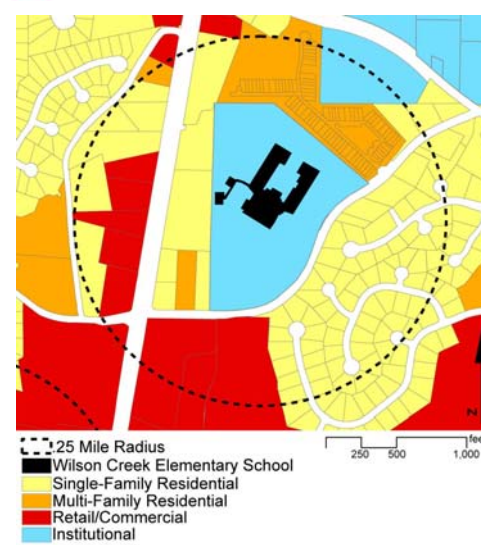 N
.25 Mile Radius
feet
Wilson Creek Elementary School
250 500 1,000
Single-Family Residential
Multi-Family Residential
Retail/Commercial
Institutional